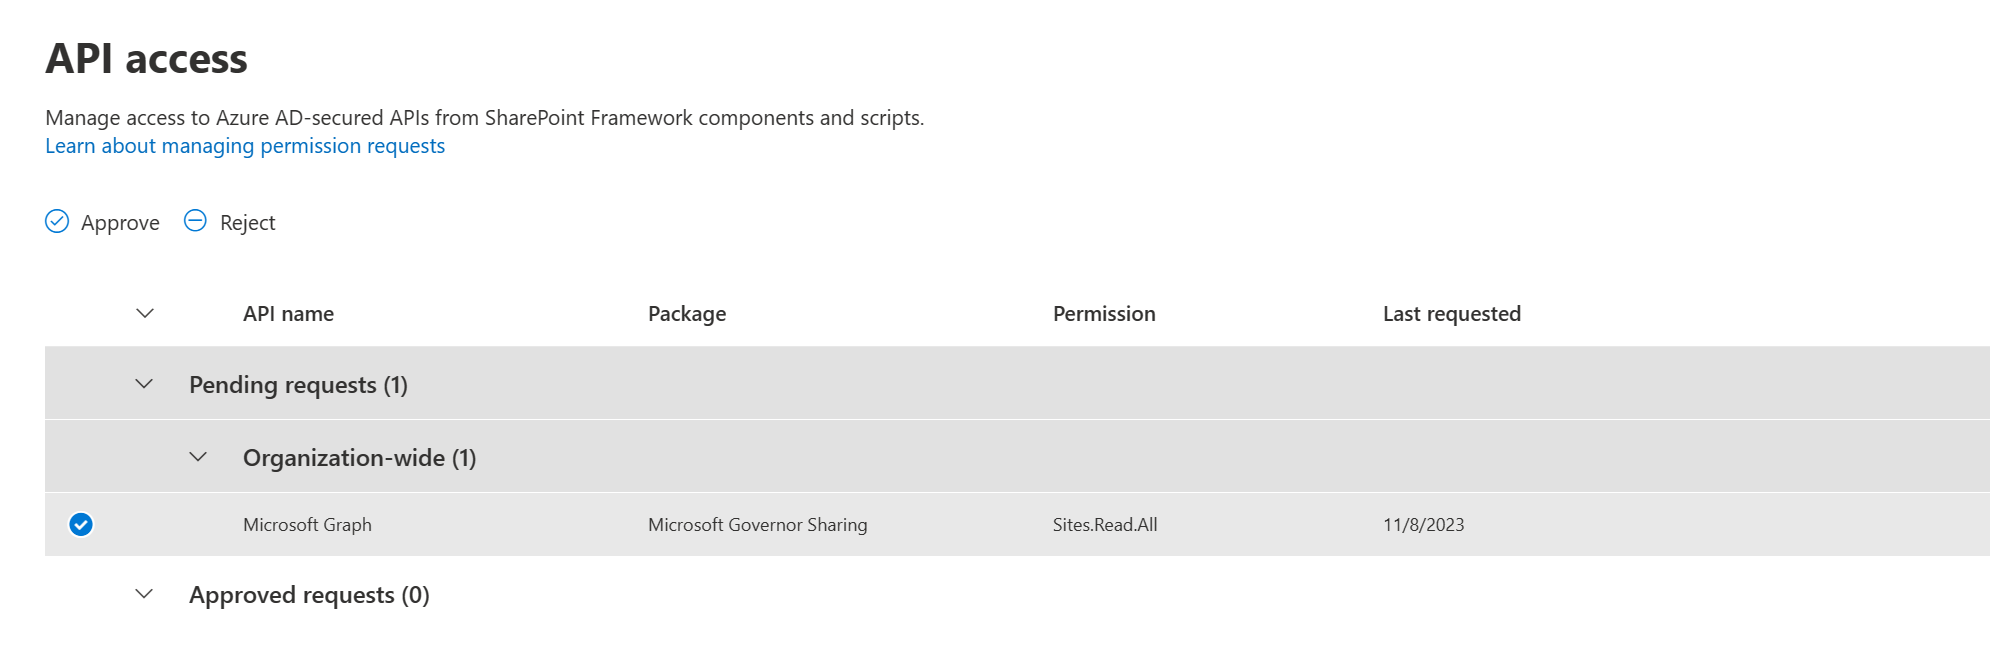 API access
Manage access to Azure AD-secured APIs from SharePoint Framework components and scripts.
Learn about managing permission requests
Approve Reject
API name Package Permission Last requested
Pending requests (1)
Organization-wide (1)
Microsoft Graph Microsoft Governor Sharing Sites.Read.All 11/8/2023
Approved requests (0)